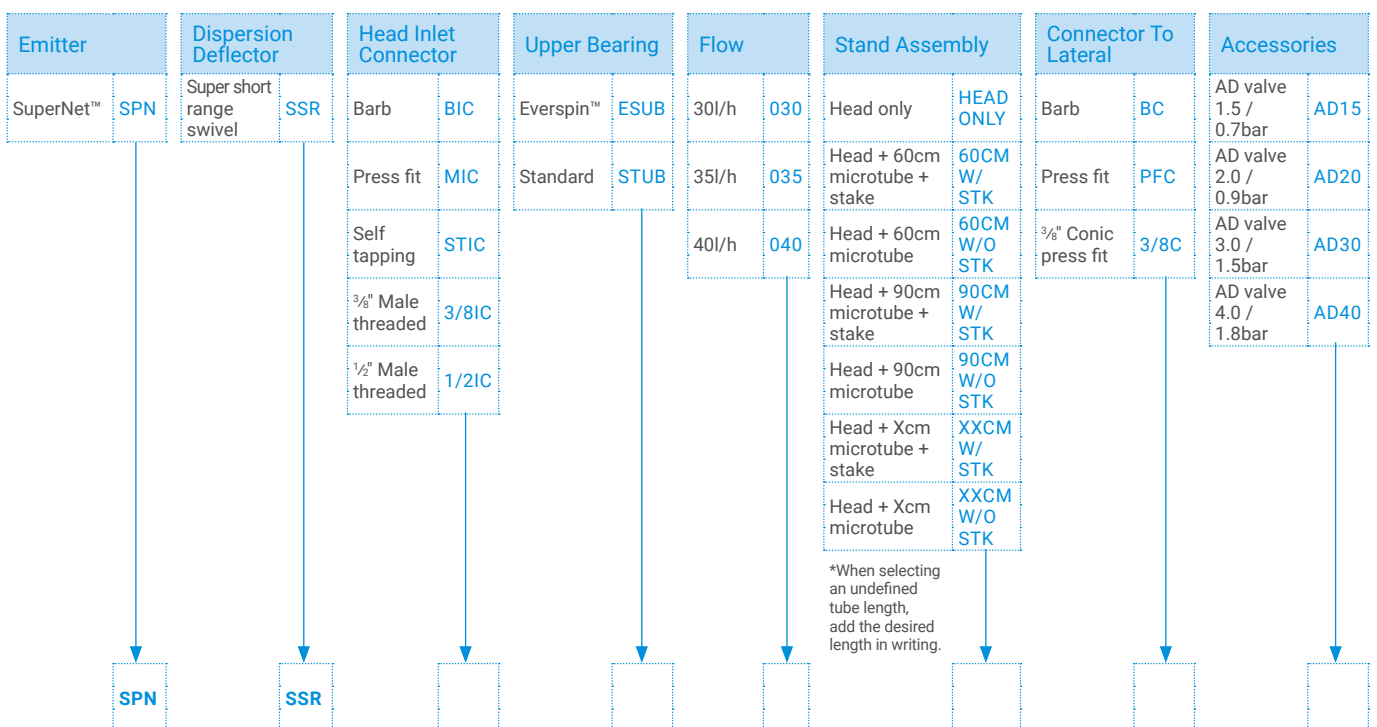 Emitter
SuperNet™ SPN
SPN
Dispersion
Deflector
Super short
range
swivel
SSR
SSR
Head Inlet
Connector
Barb BIC
Press fit MIC
Self
tapping
STIC
⅜" Male
threaded
3/8IC
½" Male
threaded
1/2IC
Upper Bearing
Everspin™ ESUB
Standard STUB
Flow
30l/h 030
35l/h 035
40l/h 040
Stand Assembly
Head only
HEAD
ONLY
Head + 60cm
microtube +
stake
60CM
W/
STK
Head + 60cm
microtube
60CM
W/O
STK
Head + 90cm
microtube +
stake
90CM
W/
STK
Head + 90cm
microtube
90CM
W/O
STK
Head + Xcm
microtube +
stake
XXCM
W/
STK
Head + Xcm
microtube
XXCM
W/O
STK
*When selecting
an undefined
tube length,
add the desired
length in writing.
Connector To
Lateral
Barb BC
Press fit PFC
⅜" Conic
press fit
3/8C
Accessories
AD valve
1.5 /
0.7bar
AD15
AD valve
2.0 /
0.9bar
AD20
AD valve
3.0 /
1.5bar
AD30
AD valve
4.0 /
1.8bar
AD40